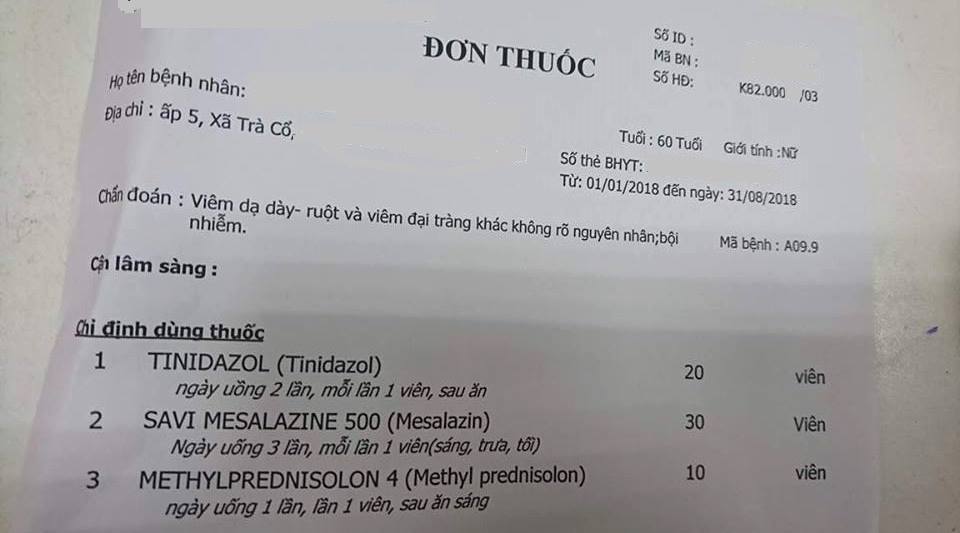 ĐƠN THUỐC
Số ID :
Mã BN :
Số HĐ: K82.000 /03
Họ tên bệnh nhân:
Địa chỉ : ấp 5, Xã Trà Cổ,
Tuổi : 60 Tuổi Giới tính :Nữ
Số thẻ BHYT:
Từ: 01/01/2018 đến ngày: 31/08/2018
Chẩn đoán : Viêm dạ dày- ruột và viêm đại tràng khác không rõ nguyên nhân;bội
nhiễm.
Mã bệnh : A09.9
Cận lâm sàng :
Chỉ định dùng thuốc
1 TINIDAZOL (Tinidazol) 20 viên
ngày uồng 2 lần, mỗi lần 1 viên, sau ăn
2 SAVI MESALAZINE 500 (Mesalazin) 30 Viên
Ngày uống 3 lần, mỗi lần 1 viên(sáng, trưa, tối)
3 METHYLPREDNISOLON 4 (Methyl prednisolon) 10 viên
ngày uống 1 lần, lần 1 viên, sau ăn sáng